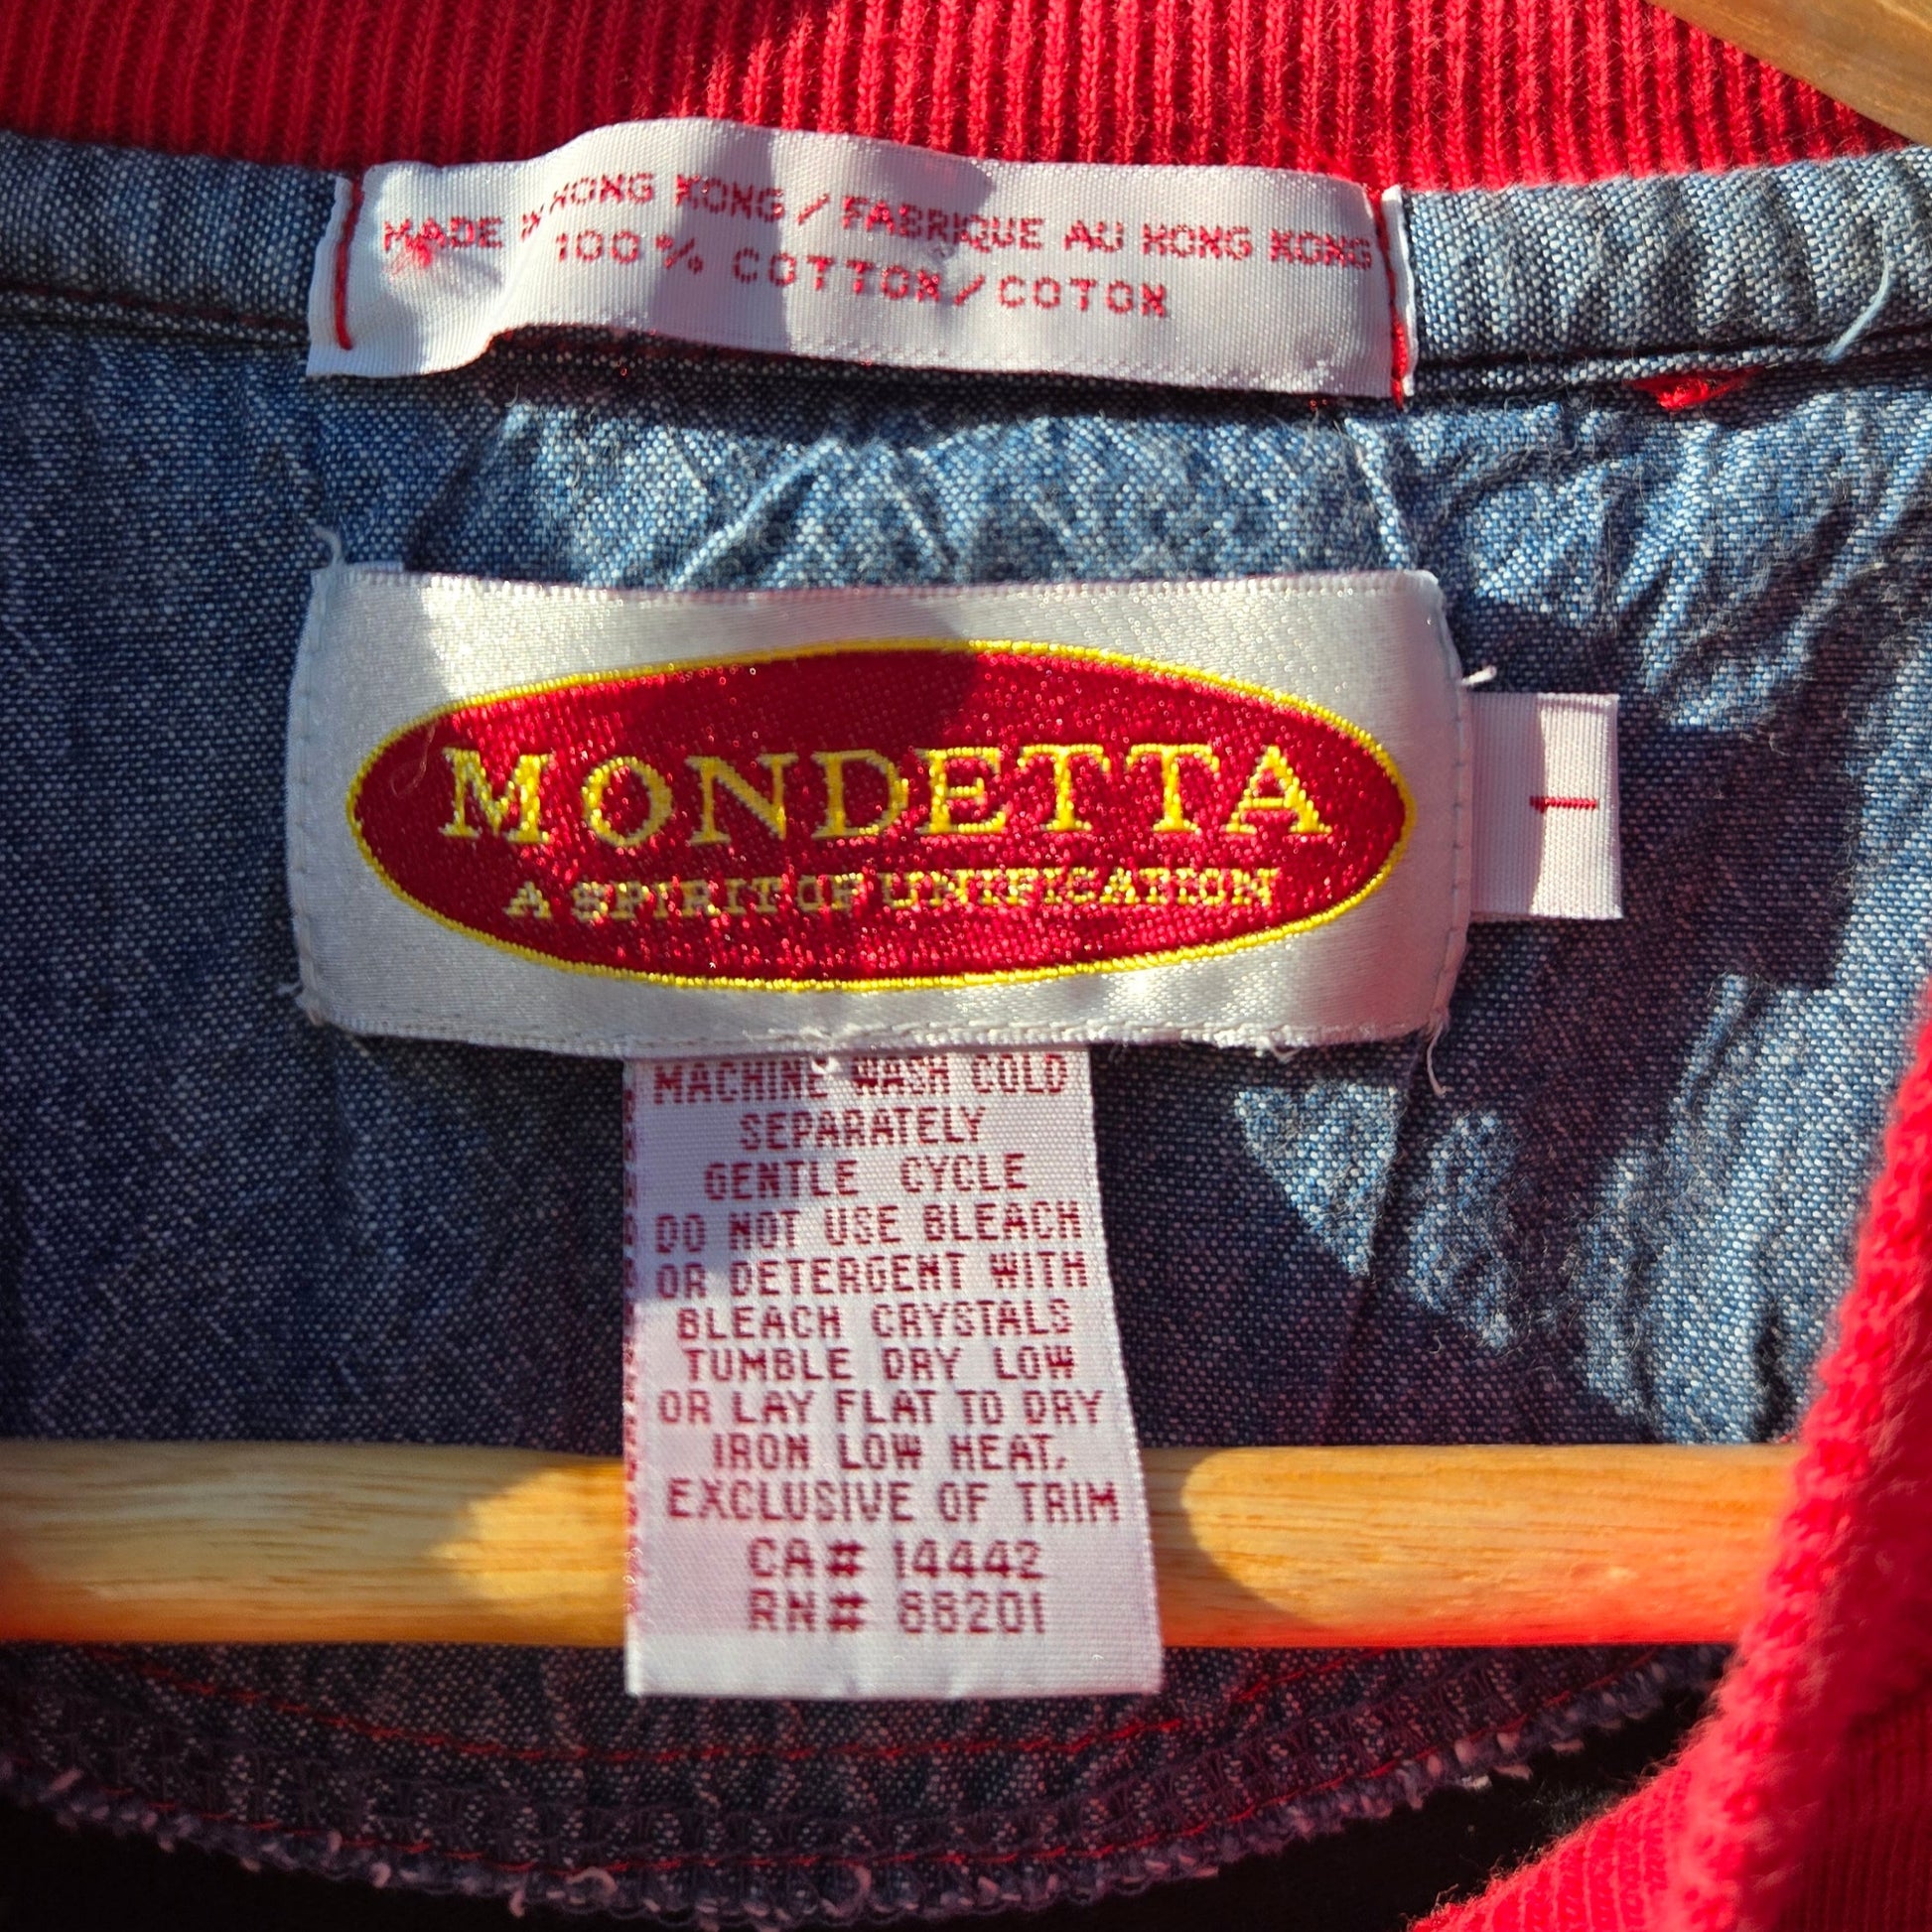 MADE IN HONG KONG / FABRIQUE AU HONG KONG
100% COTTON/COTON
MONDETTA
A SPIRIT OF UNIFICATION
MACHINE WASH COLD
SEPARATELY
GENTLE CYCLE
DO NOT USE BLEACH
OR DETERGENT WITH
BLEACH CRYSTALS
TUMBLE DRY LOW
OR LAY FLAT TO DRY
IRON LOW HEAT,
EXCLUSIVE OF TRIM
CA# 14442
RN# 88201